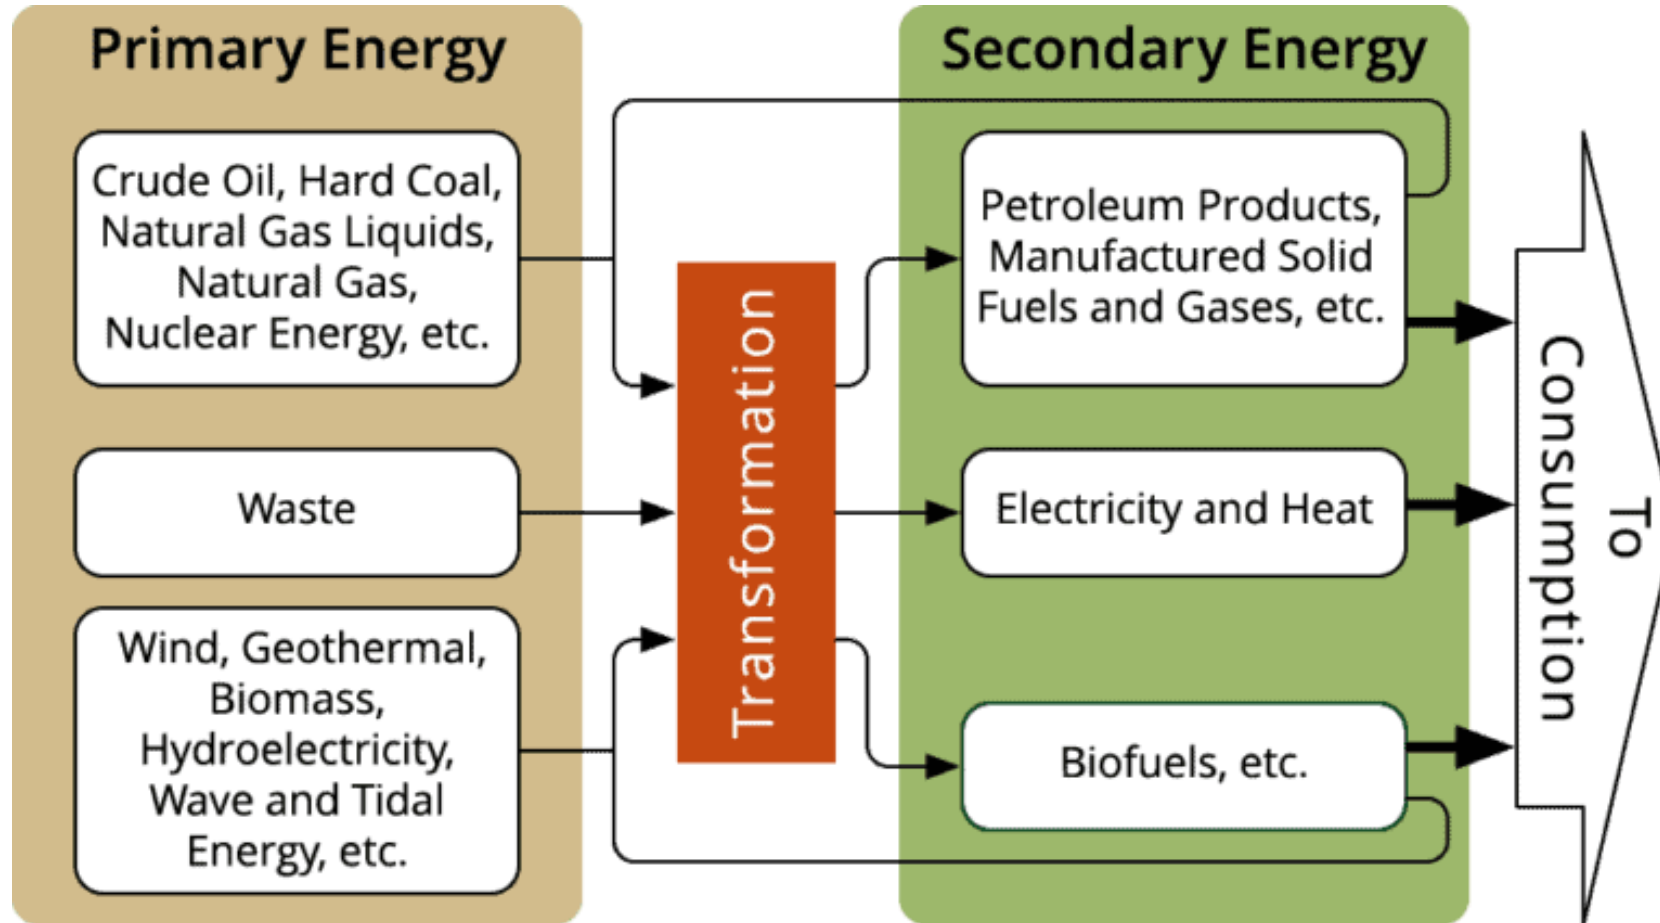 Primary Energy
Crude Oil, Hard Coal,
Natural Gas Liquids,
Natural Gas,
Nuclear Energy, etc.
Waste
Wind, Geothermal,
Biomass,
Hydroelectricity,
Wave and Tidal
Energy, etc.
Transformation
Secondary Energy
Petroleum Products,
Manufactured Solid
Fuels and Gases, etc.
Electricity and Heat
Biofuels, etc.
To
Consumption